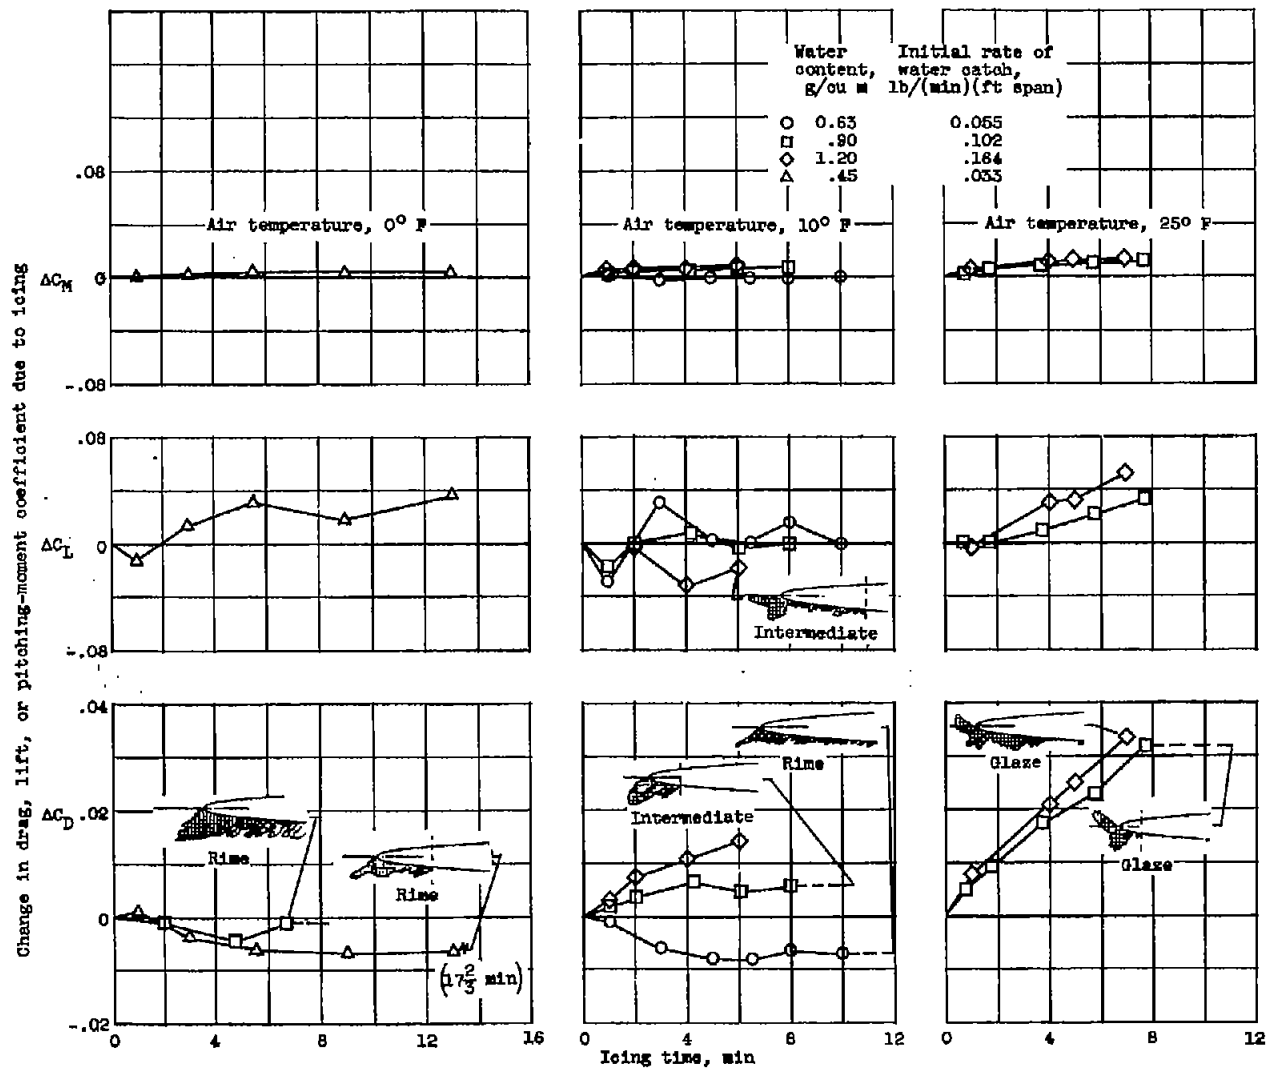 Water Initial rate of
content, water catch,
g/cu m lb/(min)(ft span)
0.63 0.055
.90 .102
1.20 .164
.45 .033
.08
Air temperature, 0° F
Air temperature, 10° F
Air temperature, 25° F
ΔC_M 0
-.08
.08
ΔC_L 0
Intermediate
-.08
.04
Rime
Glaze
ΔC_D .02
Intermediate
Rime
Rime
Glaze
0
(17 2/3 min)
-.02
0 4 8 12 16
0 4 8 12
0 4 8 12
Icing time, min
Change in drag, lift, or pitching-moment coefficient due to icing